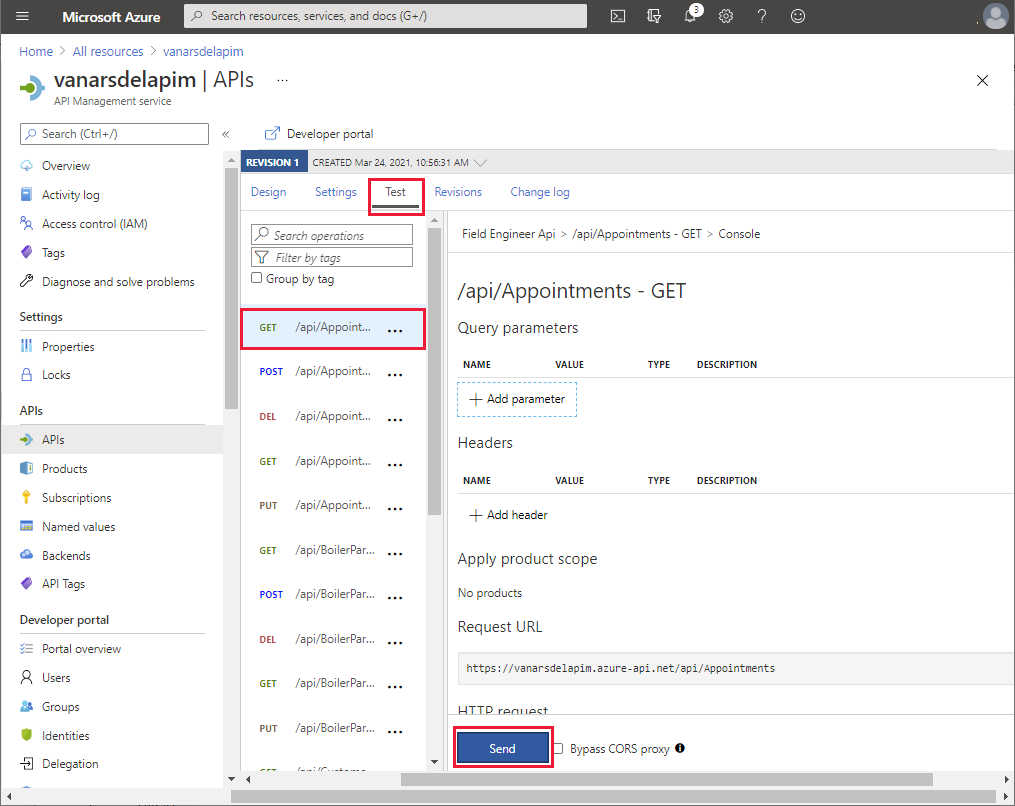 Microsoft Azure
Search resources, services, and docs (G+/)
3
Home > All resources > vanarsdelapim
vanarsdelapim | APIs ...
API Management service
Search (Ctrl+/)
«
Overview
Activity log
Access control (IAM)
Tags
Diagnose and solve problems
Settings
Properties
Locks
APIs
APIs
Products
Subscriptions
Named values
Backends
API Tags
Developer portal
Portal overview
Users
Groups
Identities
Delegation
Developer portal
REVISION 1 CREATED Mar 24, 2021, 10:56:31 AM
Design Settings Test Revisions Change log
Search operations
Filter by tags
Group by tag
GET /api/Appoint... ...
POST /api/Appoint... ...
DEL /api/Appoint... ...
GET /api/Appoint... ...
PUT /api/Appoint... ...
GET /api/BoilerPar... ...
POST /api/BoilerPar... ...
DEL /api/BoilerPar... ...
GET /api/BoilerPar... ...
PUT /api/BoilerPar... ...
GET /api/Custome...
Field Engineer Api > /api/Appointments - GET > Console
/api/Appointments - GET
Query parameters
NAME VALUE TYPE DESCRIPTION
+ Add parameter
Headers
NAME VALUE TYPE DESCRIPTION
+ Add header
Apply product scope
No products
Request URL
https://vanarsdelapim.azure-api.net/api/Appointments
HTTP request
Send Bypass CORS proxy